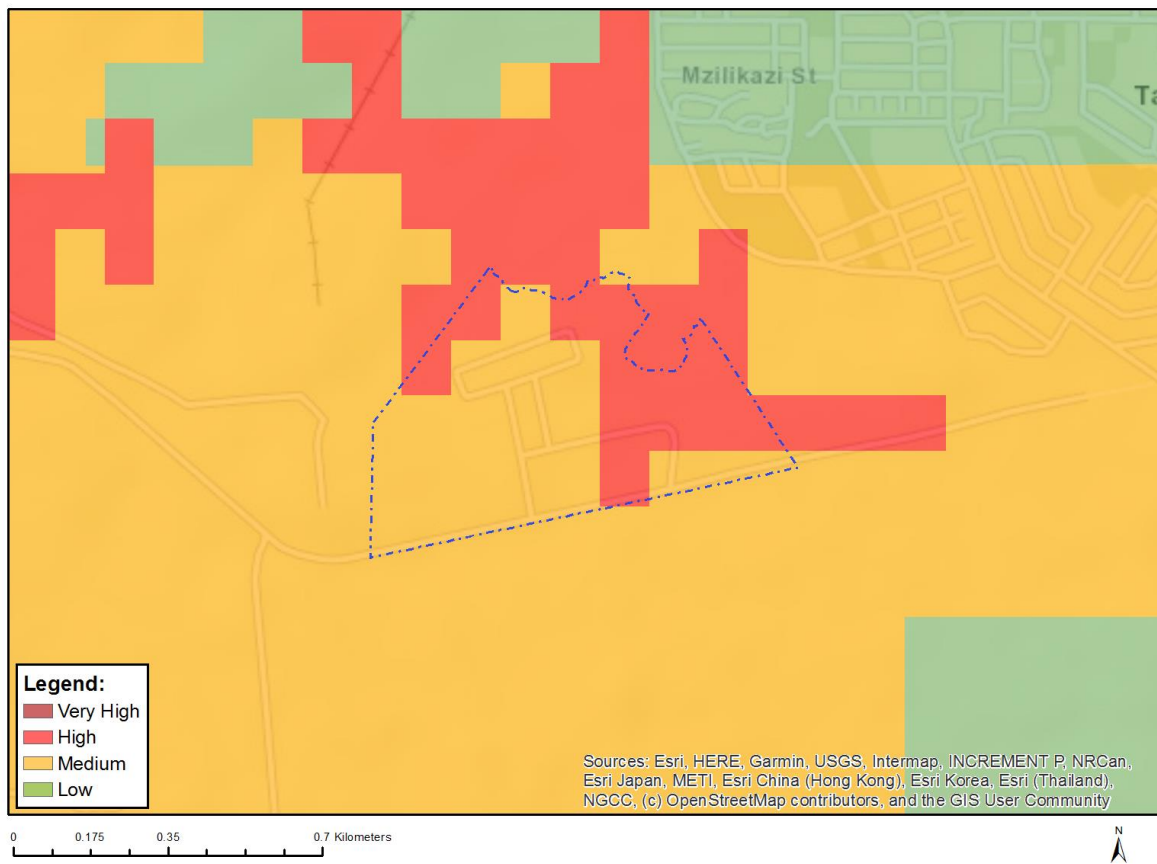 Mzilikazi St
Ta
Legend:
Very High
High
Medium
Low
Sources: Esri, HERE, Garmin, USGS, Intermap, INCREMENT P, NRCan,
Esri Japan, METI, Esri China (Hong Kong), Esri Korea, Esri (Thailand),
NGCC, (c) OpenStreetMap contributors, and the GIS User Community
0 0.175 0.35 0.7 Kilometers
N